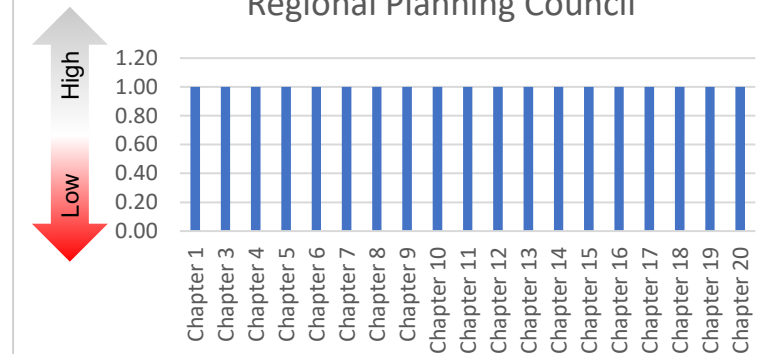 Regional Planning Council
High
Low
1.20
1.00
0.80
0.60
0.40
0.20
0.00
Chapter 1
Chapter 3
Chapter 4
Chapter 5
Chapter 6
Chapter 7
Chapter 8
Chapter 9
Chapter 10
Chapter 11
Chapter 12
Chapter 13
Chapter 14
Chapter 15
Chapter 16
Chapter 17
Chapter 18
Chapter 19
Chapter 20